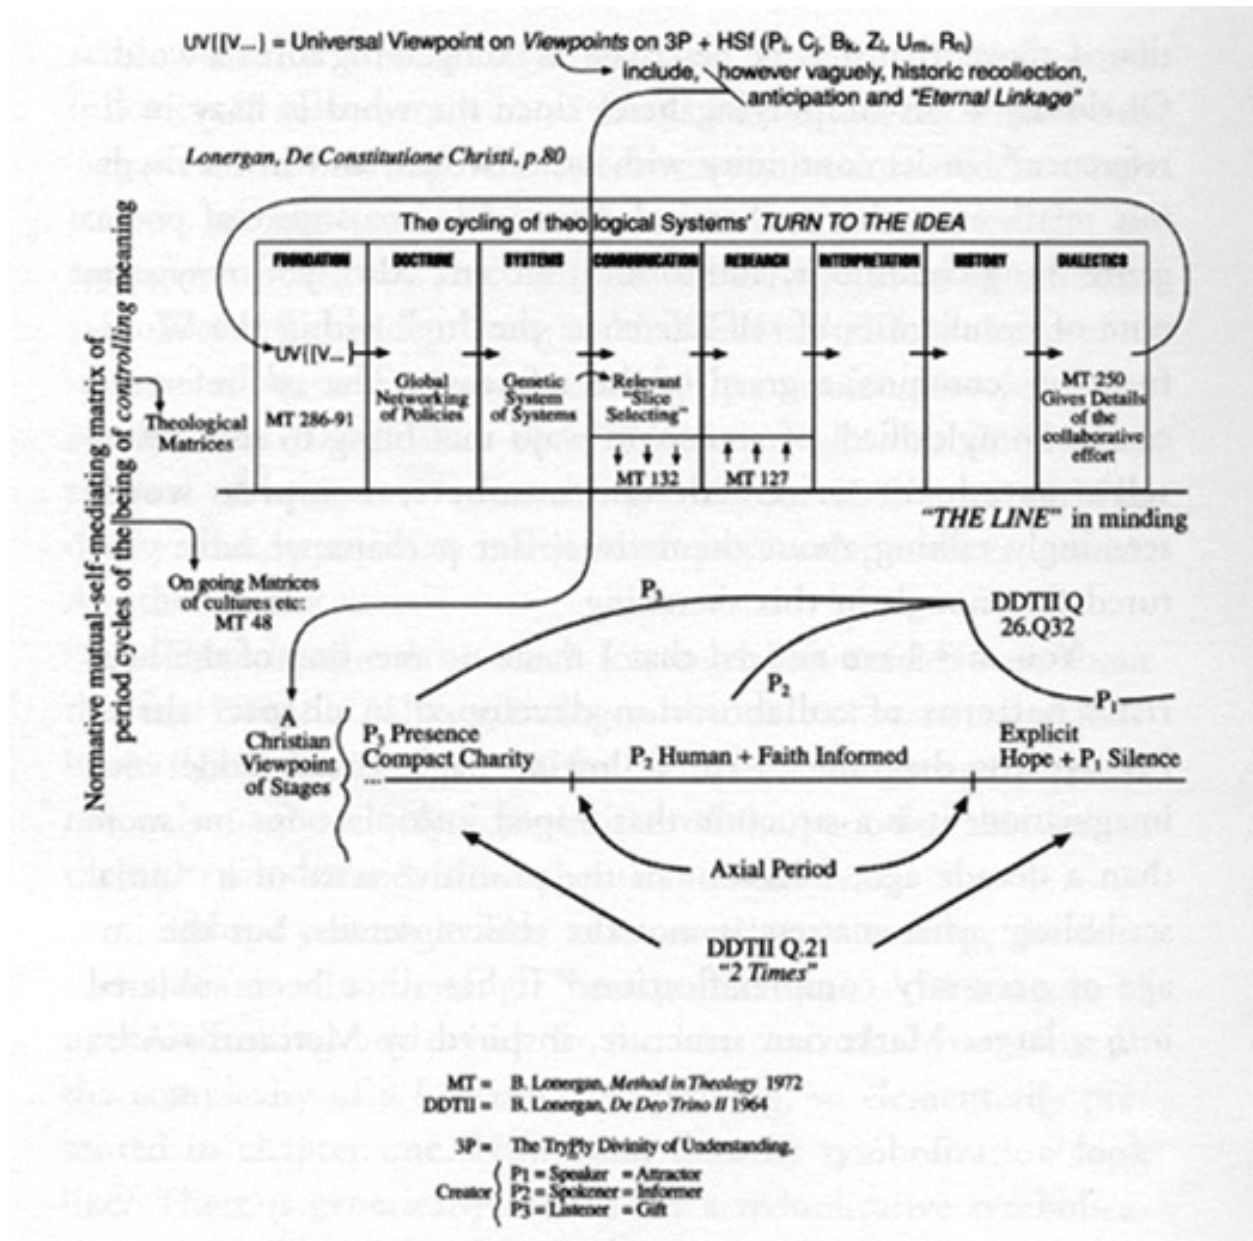 UV{[V...} = Universal Viewpoint on Viewpoints on 3P + HSf (Pi, Cj, Bk, Zl, Um, Rn)
include, however vaguely, historic recollection,
anticipation and "Eternal Linkage"
Lonergan, De Constitutione Christi, p.80
Normative mutual-self-mediating matrix of
period cycles of the being of controlling meaning
The cycling of theological Systems' TURN TO THE IDEA
FOUNDATION DOCTRINE SYSTEMS COMMUNICATION RESEARCH INTERPRETATION HISTORY DIALECTICS
UV{[V... }
Theological
Matrices
MT 286-91
Global
Networking
of Policies
Genetic
System
of Systems
Relevant
"Slice
Selecting"
MT 132
MT 127
MT 250
Gives Details
of the
collaborative
effort
"THE LINE" in minding
On going Matrices
of cultures etc:
MT 48
P3
P2
DDTII Q
26.Q32
P1
A
Christian
Viewpoint
of Stages
P3 Presence
Compact Charity
...
P2 Human + Faith Informed
Explicit
Hope + P1 Silence
Axial Period
DDTII Q.21
"2 Times"
MT = B. Lonergan, Method in Theology 1972
DDTII = B. Lonergan, De Deo Trino II 1964
3P = The Tryply Divinity of Understanding,
Creator
P1 = Speaker = Attractor
P2 = Spokener = Informer
P3 = Listener = Gift